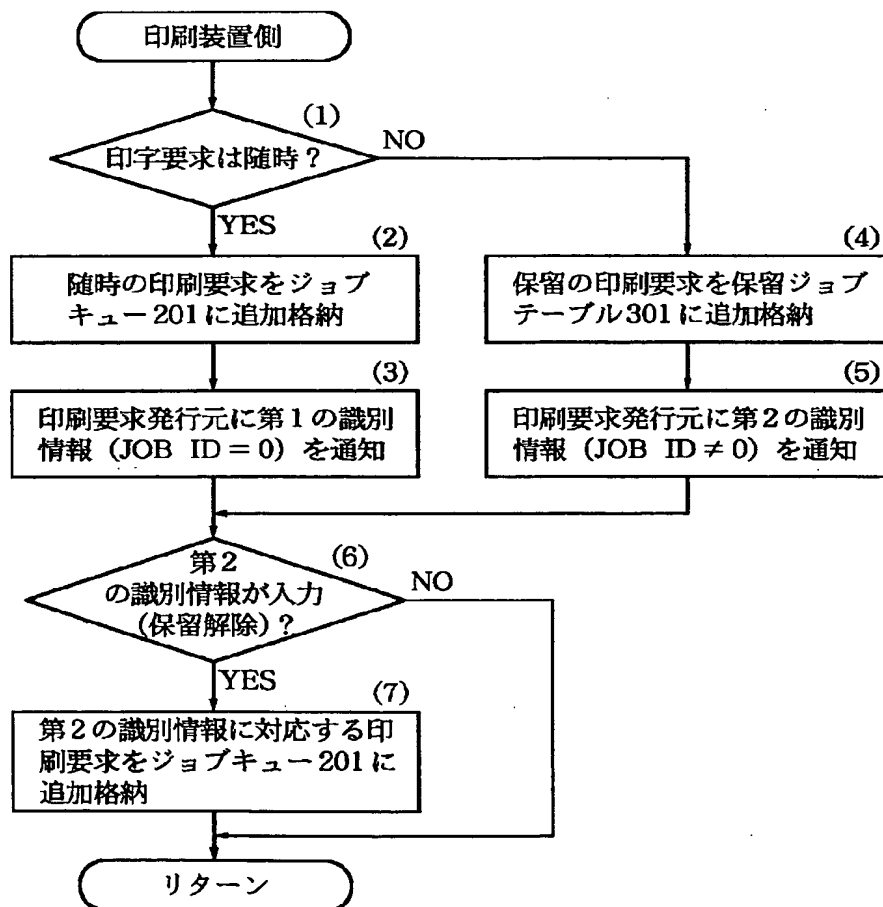 印刷装置側
(1)
印字要求は随時？
NO
YES
(2)
随時の印刷要求をジョブ
キュー201に追加格納
(4)
保留の印刷要求を保留ジョブ
テーブル301に追加格納
(3)
印刷要求発行元に第1の識別
情報（JOB ID = 0）を通知
(5)
印刷要求発行元に第2の識別
情報（JOB ID ≠ 0）を通知
(6)
第2
の識別情報が入力
(保留解除)？
NO
YES
(7)
第2の識別情報に対応する印
刷要求をジョブキュー201に
追加格納
リターン